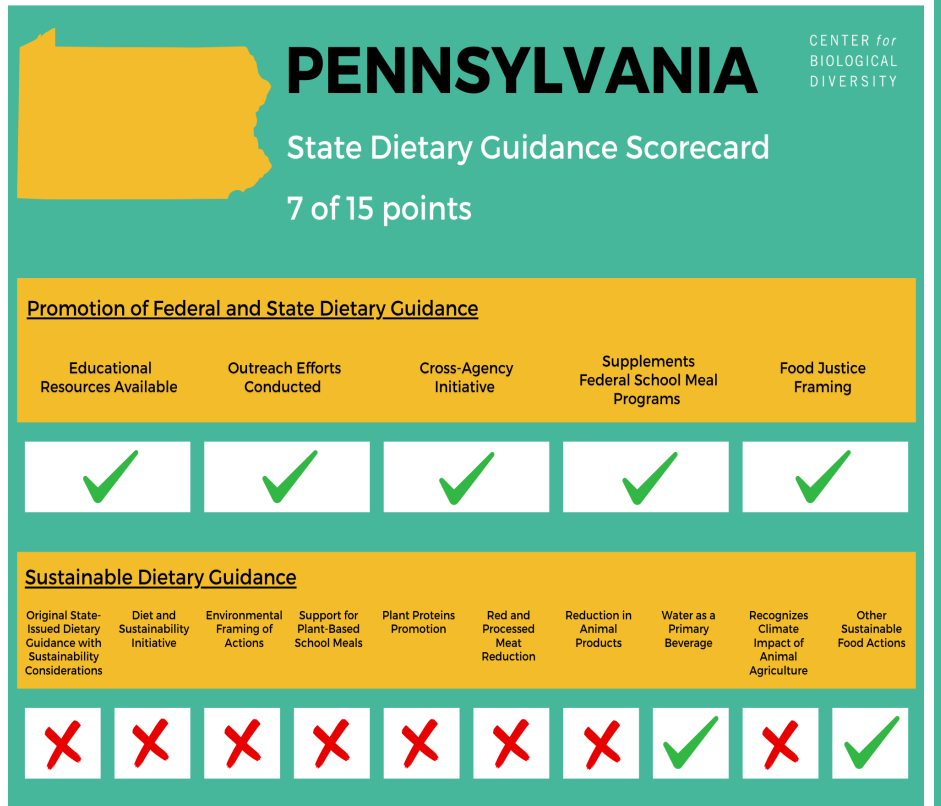 PENNSYLVANIA
CENTER for
BIOLOGICAL
DIVERSITY
State Dietary Guidance Scorecard
7 of 15 points
Promotion of Federal and State Dietary Guidance
Educational
Resources Available
Outreach Efforts
Conducted
Cross-Agency
Initiative
Supplements
Federal School Meal
Programs
Food Justice
Framing
Sustainable Dietary Guidance
Original State-
Issued Dietary
Guidance with
Sustainability
Considerations
Diet and
Sustainability
Initiative
Environmental
Framing of
Actions
Support for
Plant-Based
School Meals
Plant Proteins
Promotion
Red and
Processed
Meat
Reduction
Reduction in
Animal
Products
Water as a
Primary
Beverage
Recognizes
Climate
Impact of
Animal
Agriculture
Other
Sustainable
Food Actions